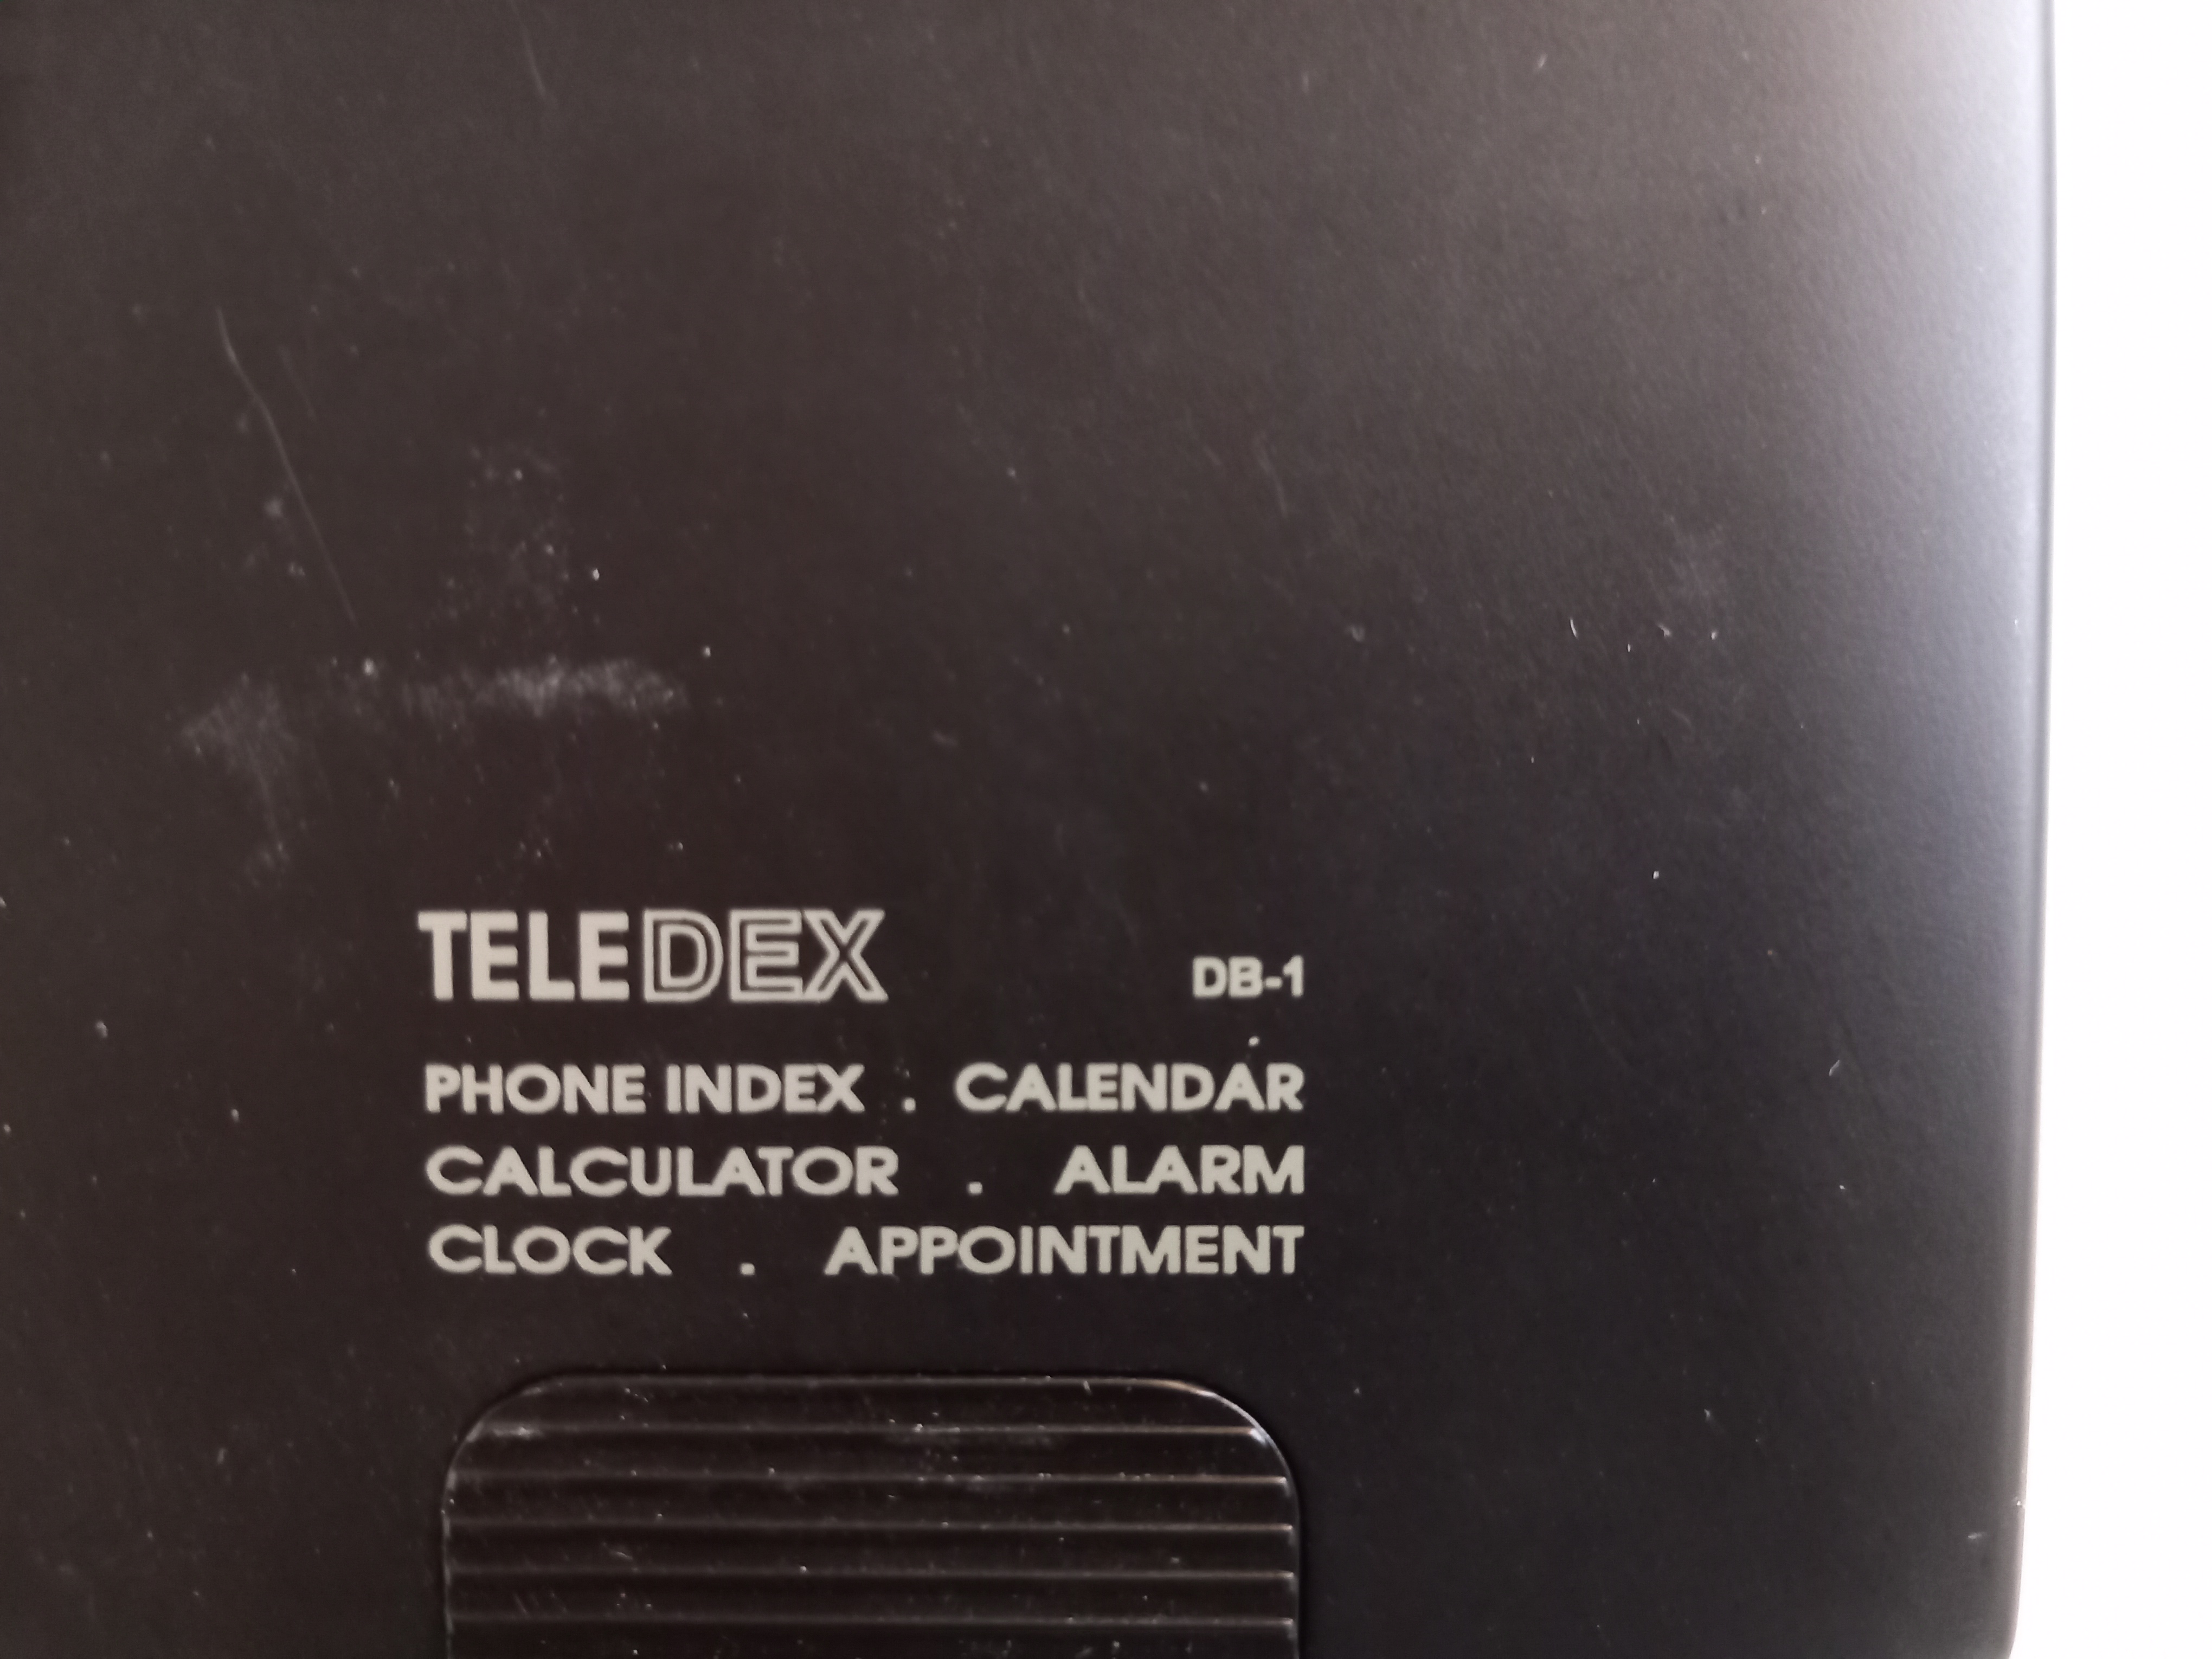 TELEDEX DB-1
PHONE INDEX . CALENDAR
CALCULATOR . ALARM
CLOCK . APPOINTMENT